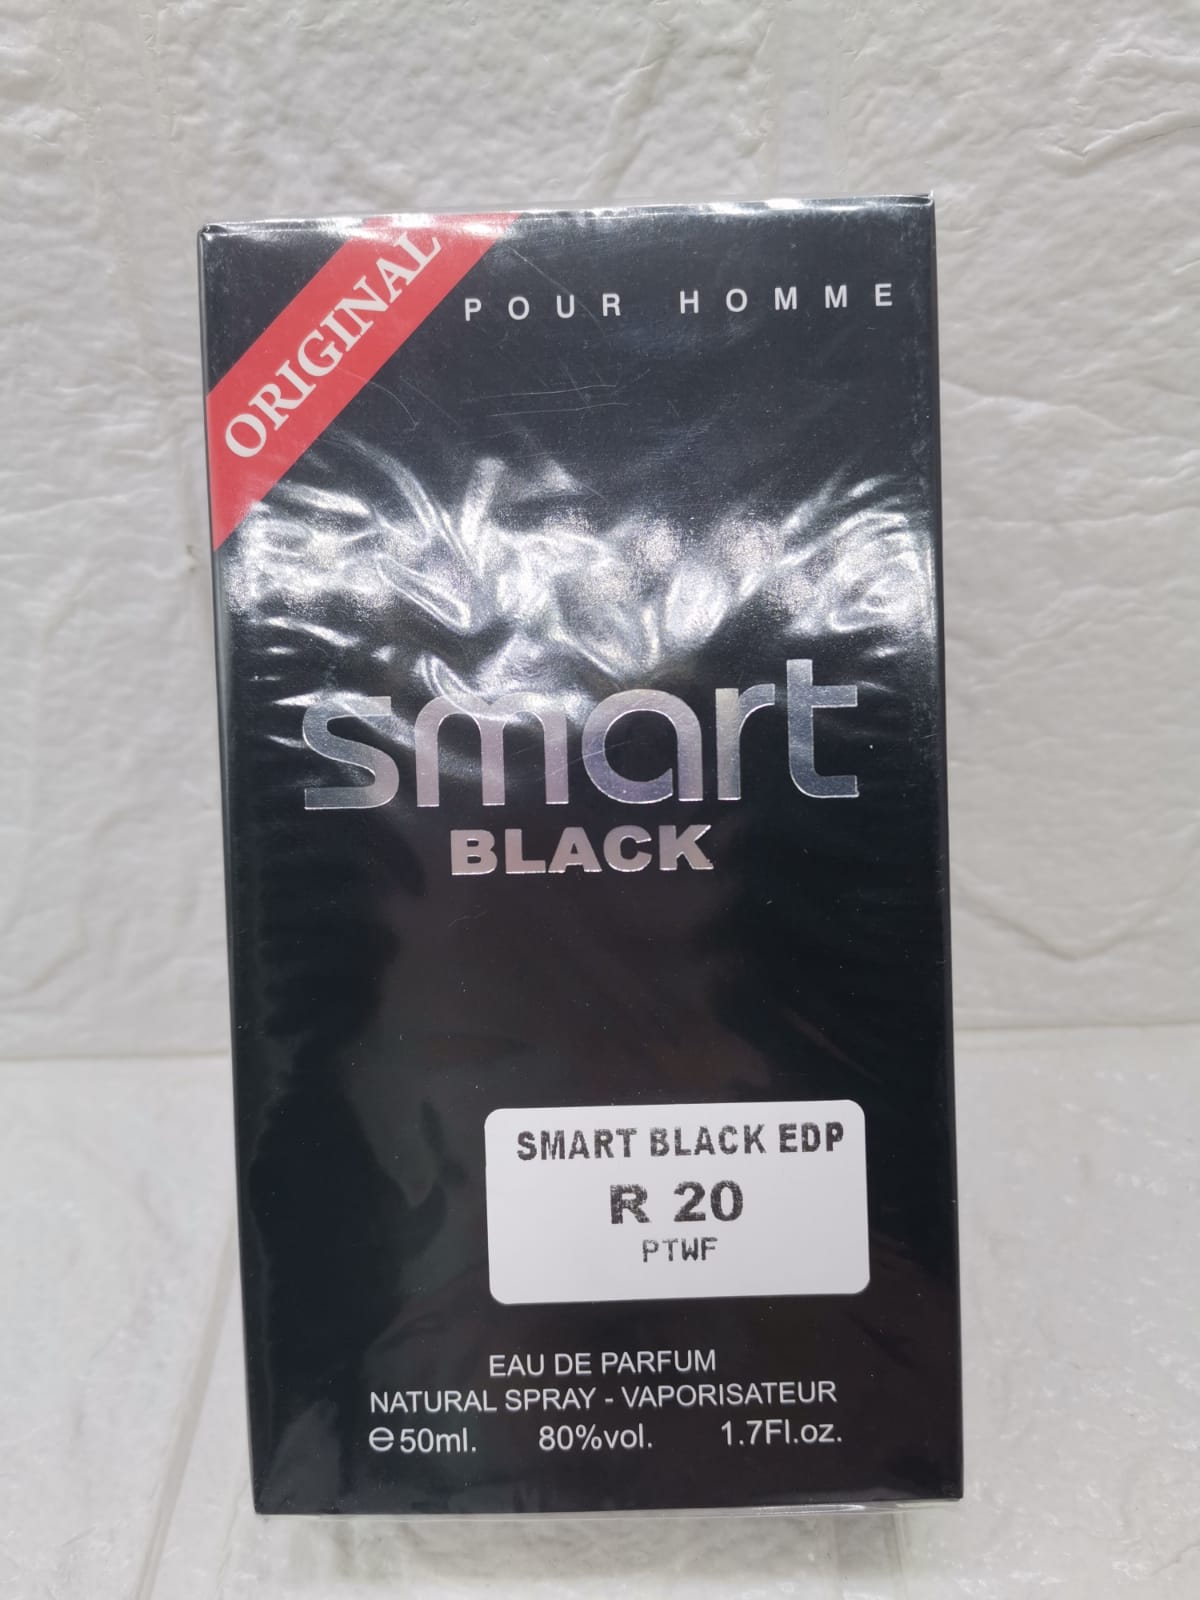 ORIGINAL
POUR HOMME
smart
BLACK
SMART BLACK EDP
R 20
PTWF
EAU DE PARFUM
NATURAL SPRAY - VAPORISATEUR
℮50ml. 80%vol. 1.7Fl.oz.